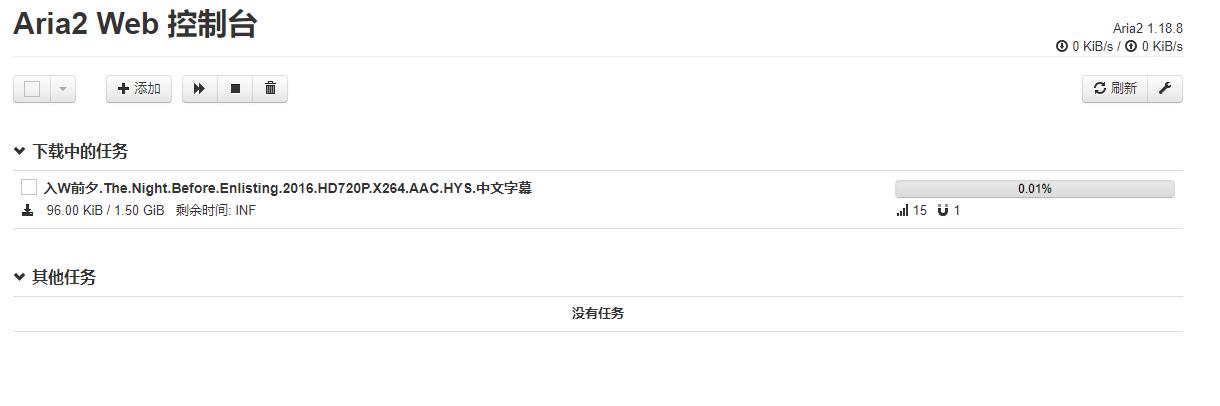 Aria2 Web 控制台
Aria2 1.18.8
0 KiB/s / 0 KiB/s
添加
刷新
下载中的任务
入W前夕.The.Night.Before.Enlisting.2016.HD720P.X264.AAC.HYS.中文字幕
0.01%
96.00 KiB / 1.50 GiB 剩余时间: INF
15 1
其他任务
没有任务